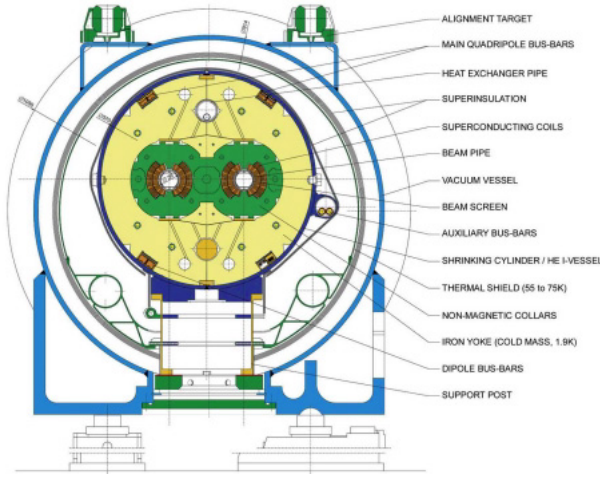 ALIGNMENT TARGET
MAIN QUADRIPOLE BUS-BARS
HEAT EXCHANGER PIPE
SUPERINSULATION
SUPERCONDUCTING COILS
BEAM PIPE
VACUUM VESSEL
BEAM SCREEN
AUXILIARY BUS-BARS
SHRINKING CYLINDER / HE I-VESSEL
THERMAL SHIELD (55 to 75K)
NON-MAGNETIC COLLARS
IRON YOKE (COLD MASS, 1.9K)
DIPOLE BUS-BARS
SUPPORT POST